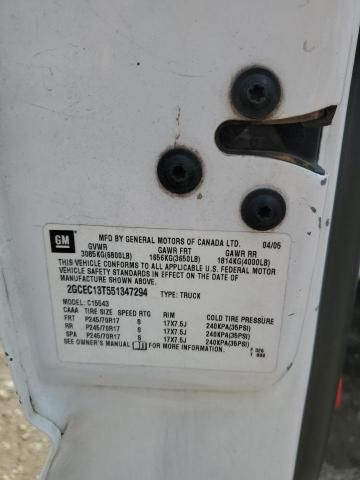 GM
MFD BY GENERAL MOTORS OF CANADA LTD. 04/05
GVWR GAWR FRT GAWR RR
3085KG(6800LB) 1656KG(3650LB) 1814KG(4000LB)
THIS VEHICLE CONFORMS TO ALL APPLICABLE U.S. FEDERAL MOTOR
VEHICLE SAFETY STANDARDS IN EFFECT ON THE DATE OF
MANUFACTURE SHOWN ABOVE.
2GCEC13T551347294 TYPE: TRUCK
MODEL: C15543
CAAA TIRE SIZE SPEED RTG RIM COLD TIRE PRESSURE
FRT P245/70R17 S 17X7.5J 240KPA(35PSI)
RR P245/70R17 S 17X7.5J 240KPA(35PSI)
SPA P245/70R17 S 17X7.5J 240KPA(35PSI)
SEE OWNER'S MANUAL FOR MORE INFORMATION.